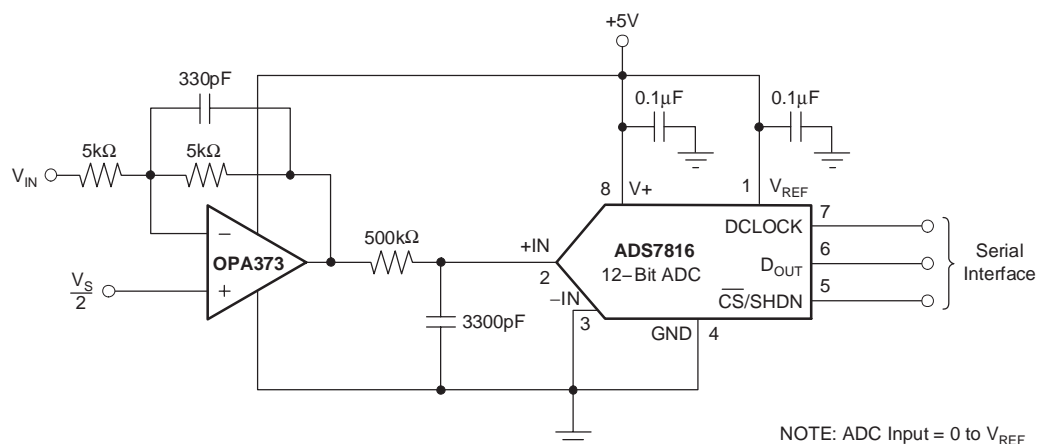 +5V
330pF
0.1μF
0.1μF
5kΩ
5kΩ
V_IN
8
V+
1
V_REF
−
OPA373
+
V_S
2
500kΩ
3300pF
+IN
2
−IN
3
ADS7816
12−Bit ADC
DCLOCK
7
D_OUT
6
C̅S̅/SHDN
5
GND
4
Serial
Interface
NOTE: ADC Input = 0 to V_REF